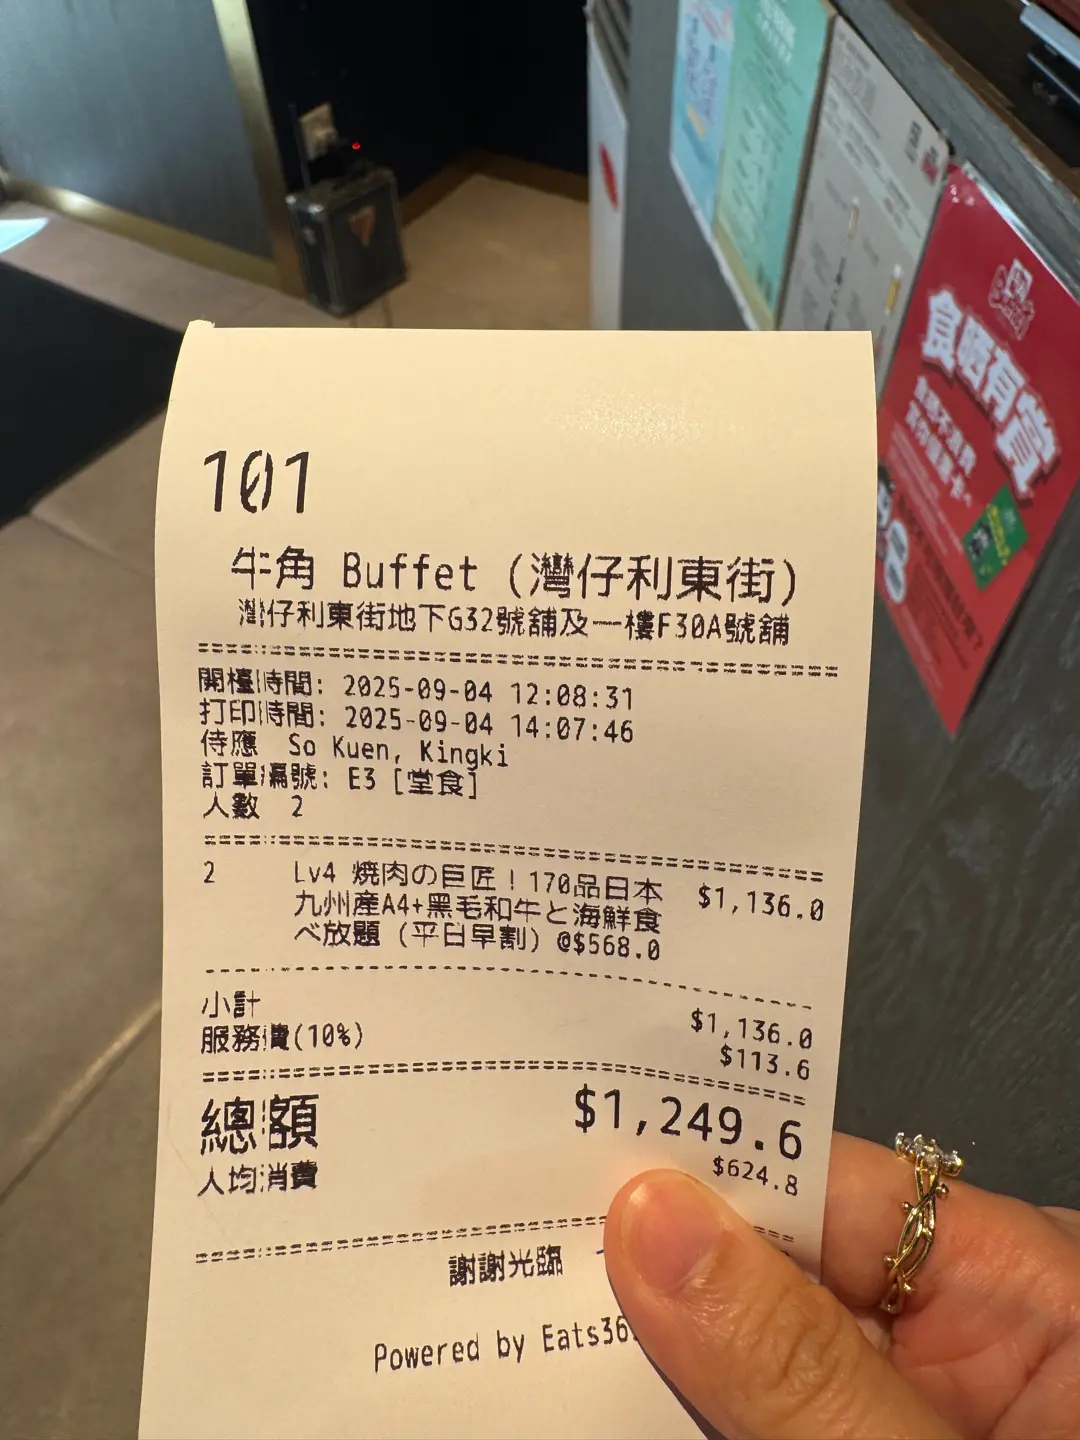 101
牛角 Buffet (灣仔利東街)
灣仔利東街地下G32號舖及一樓F30A號舖
開檯時間: 2025-09-04 12:08:31
打印時間: 2025-09-04 14:07:46
侍應 So Kuen, Kingki
訂單編號: E3 [堂食]
人數 2
2 Lv4 焼肉の巨匠！170品日本 $1,136.0
九州産A4+黒毛和牛と海鮮食
べ放題 (平日早割) @$568.0
小計 $1,136.0
服務費(10%) $113.6
總額 $1,249.6
人均消費 $624.8
謝謝光臨
Powered by Eats36
食晒有賞